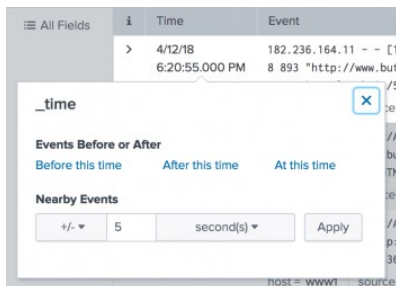 All Fields
i Time Event
4/12/18 182.236.164.11 - - [1
6:20:55.000 PM 8 893 "http://www.but
_time
Events Before or After
Before this time After this time At this time
Nearby Events
+/- 5 second(s) Apply
host = www1 source